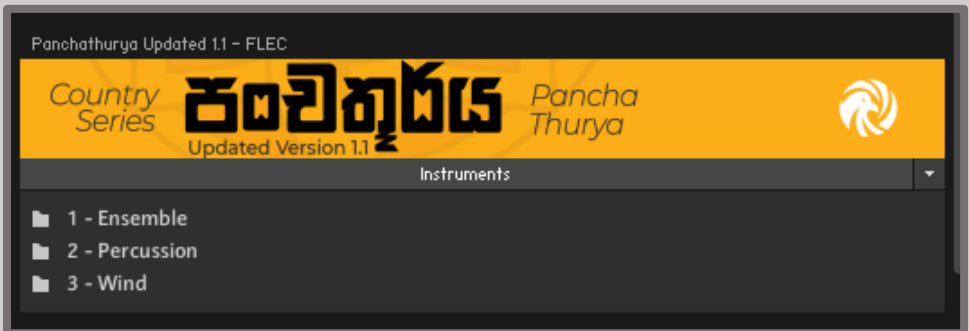 Panchathurya Updated 1.1 - FLEC
Country Series
පංචතූර්ය
Updated Version 1.1
Pancha Thurya
Instruments
1 - Ensemble
2 - Percussion
3 - Wind